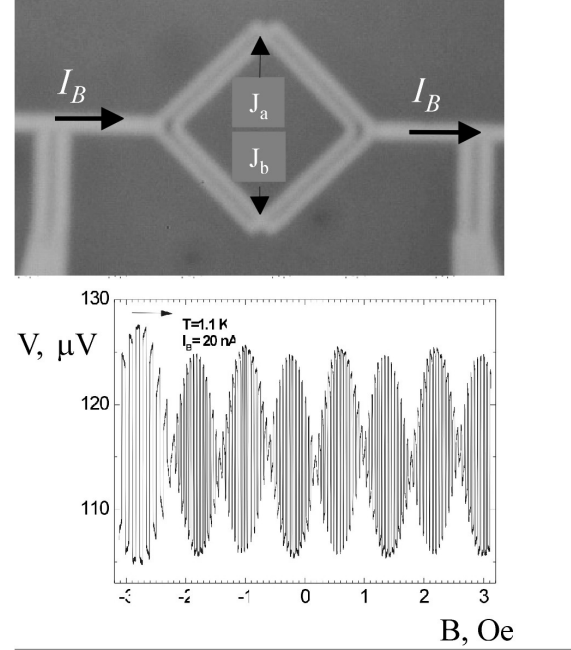 I_B
I_B
J_a
J_b
130
T=1.1 K
I_B = 20 nA
V, μV
120
110
-3 -2 -1 0 1 2 3
B, Oe